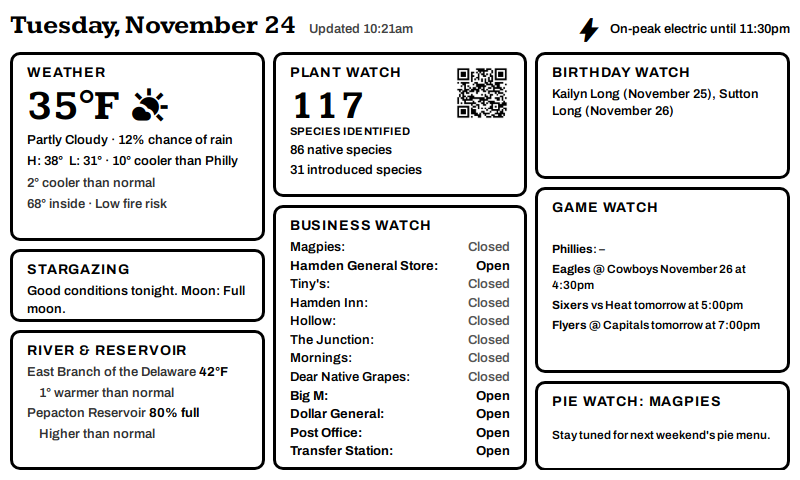 Tuesday, November 24 Updated 10:21am
On-peak electric until 11:30pm
WEATHER
35°F
Partly Cloudy · 12% chance of rain
H: 38° L: 31° · 10° cooler than Philly
2° cooler than normal
68° inside · Low fire risk
STARGAZING
Good conditions tonight. Moon: Full
moon.
RIVER & RESERVOIR
East Branch of the Delaware 42°F
1° warmer than normal
Pepacton Reservoir 80% full
Higher than normal
PLANT WATCH
117
SPECIES IDENTIFIED
86 native species
31 introduced species
BUSINESS WATCH
Magpies: Closed
Hamden General Store: Open
Tiny's: Closed
Hamden Inn: Closed
Hollow: Closed
The Junction: Closed
Mornings: Closed
Dear Native Grapes: Closed
Big M: Open
Dollar General: Open
Post Office: Open
Transfer Station: Open
BIRTHDAY WATCH
Kailyn Long (November 25), Sutton
Long (November 26)
GAME WATCH
Phillies: –
Eagles @ Cowboys November 26 at
4:30pm
Sixers vs Heat tomorrow at 5:00pm
Flyers @ Capitals tomorrow at 7:00pm
PIE WATCH: MAGPIES
Stay tuned for next weekend's pie menu.